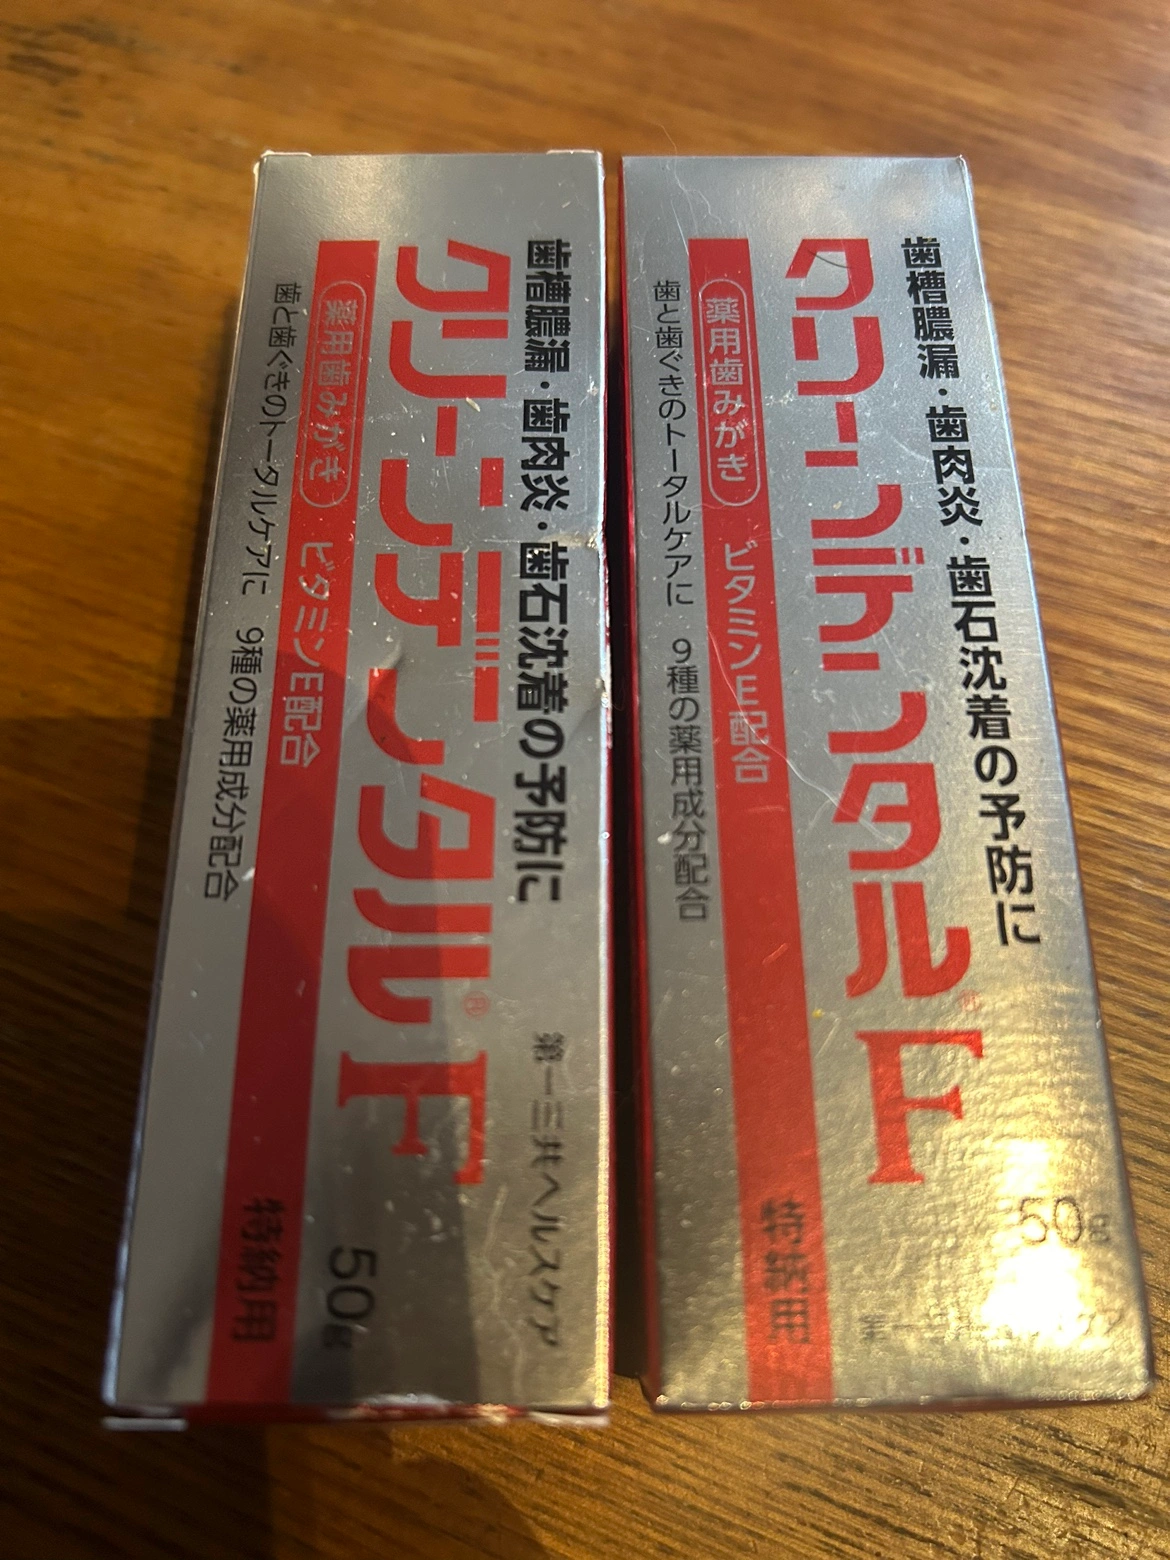 歯槽膿漏・歯肉炎・歯石沈着の予防に
クリーンデンタル®F
薬用歯みがき ビタミンE配合 特納用
歯と歯ぐきのトータルケアに 9種の薬用成分配合
50g
第一三共ヘルスケア
歯槽膿漏・歯肉炎・歯石沈着の予防に
クリーンデンタル®F
薬用歯みがき ビタミンE配合 特納用
歯と歯ぐきのトータルケアに 9種の薬用成分配合
50g